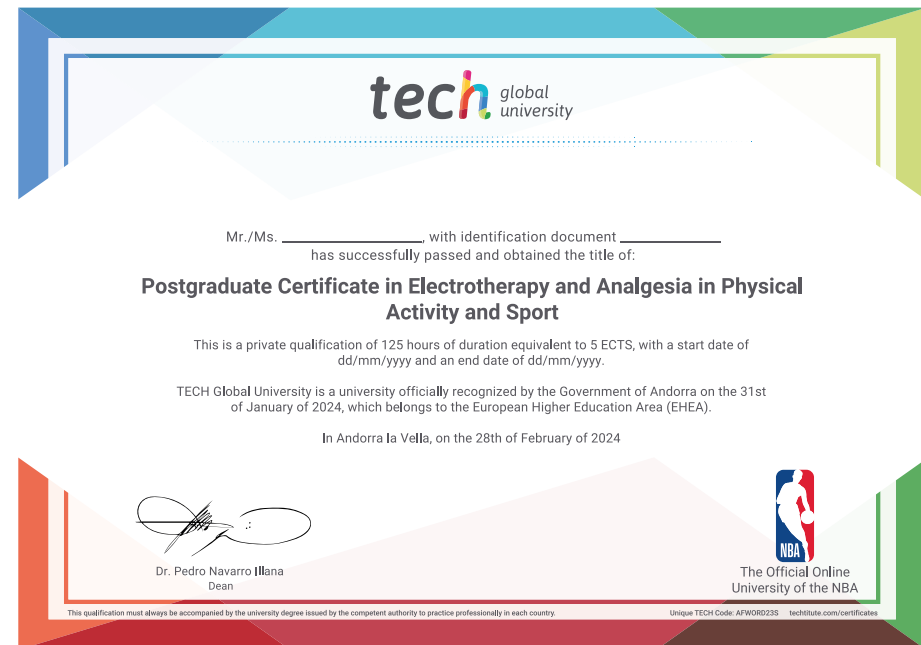 tech global university
Mr./Ms. ____________, with identification document ____________
has successfully passed and obtained the title of:
Postgraduate Certificate in Electrotherapy and Analgesia in Physical
Activity and Sport
This is a private qualification of 125 hours of duration equivalent to 5 ECTS, with a start date of
dd/mm/yyyy and an end date of dd/mm/yyyy.
TECH Global University is a university officially recognized by the Government of Andorra on the 31st
of January of 2024, which belongs to the European Higher Education Area (EHEA).
In Andorra la Vella, on the 28th of February of 2024
Dr. Pedro Navarro Illana
Dean
NBA
The Official Online
University of the NBA
This qualification must always be accompanied by the university degree issued by the competent authority to practice professionally in each country.
Unique TECH Code: AFWORD23S techtitute.com/certificates